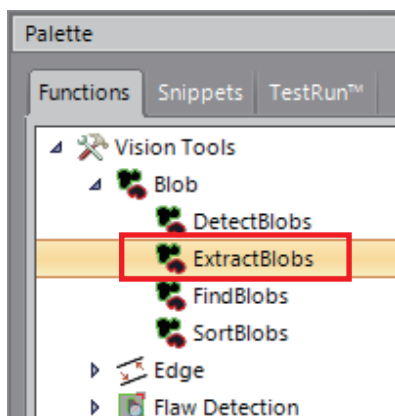 Palette
Functions Snippets TestRun™
Vision Tools
Blob
DetectBlobs
ExtractBlobs
FindBlobs
SortBlobs
Edge
Flaw Detection